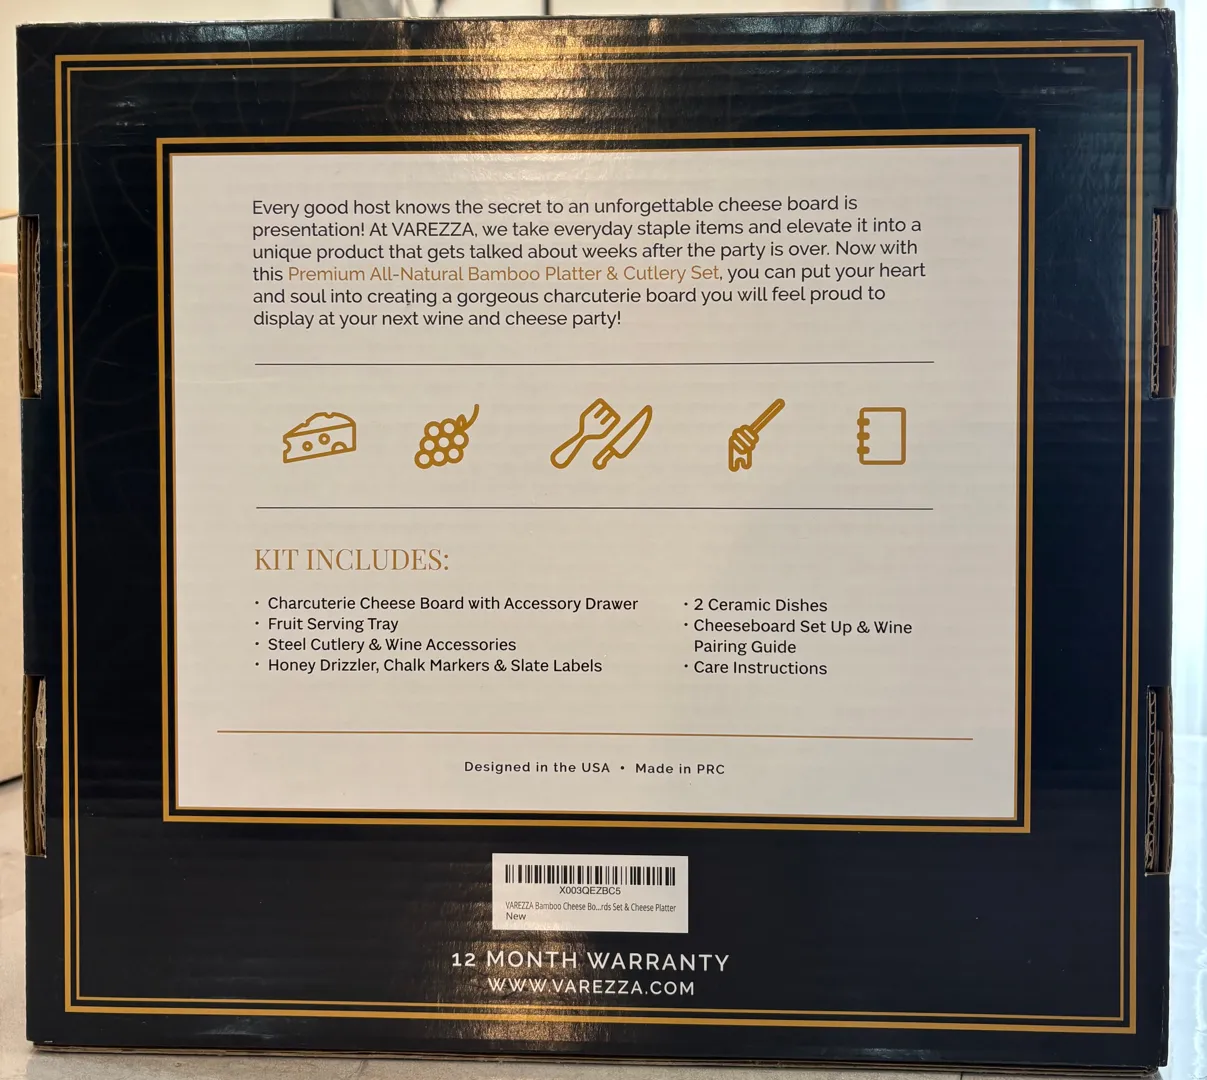 Every good host knows the secret to an unforgettable cheese board is
presentation! At VAREZZA, we take everyday staple items and elevate it into a
unique product that gets talked about weeks after the party is over. Now with
this Premium All-Natural Bamboo Platter & Cutlery Set, you can put your heart
and soul into creating a gorgeous charcuterie board you will feel proud to
display at your next wine and cheese party!
KIT INCLUDES:
· Charcuterie Cheese Board with Accessory Drawer
· Fruit Serving Tray
· Steel Cutlery & Wine Accessories
· Honey Drizzler, Chalk Markers & Slate Labels
· 2 Ceramic Dishes
· Cheeseboard Set Up & Wine
Pairing Guide
· Care Instructions
Designed in the USA • Made in PRC
X003QEZBC5
VAREZZA Bamboo Cheese Bo...rds Set & Cheese Platter
New
12 MONTH WARRANTY
WWW.VAREZZA.COM